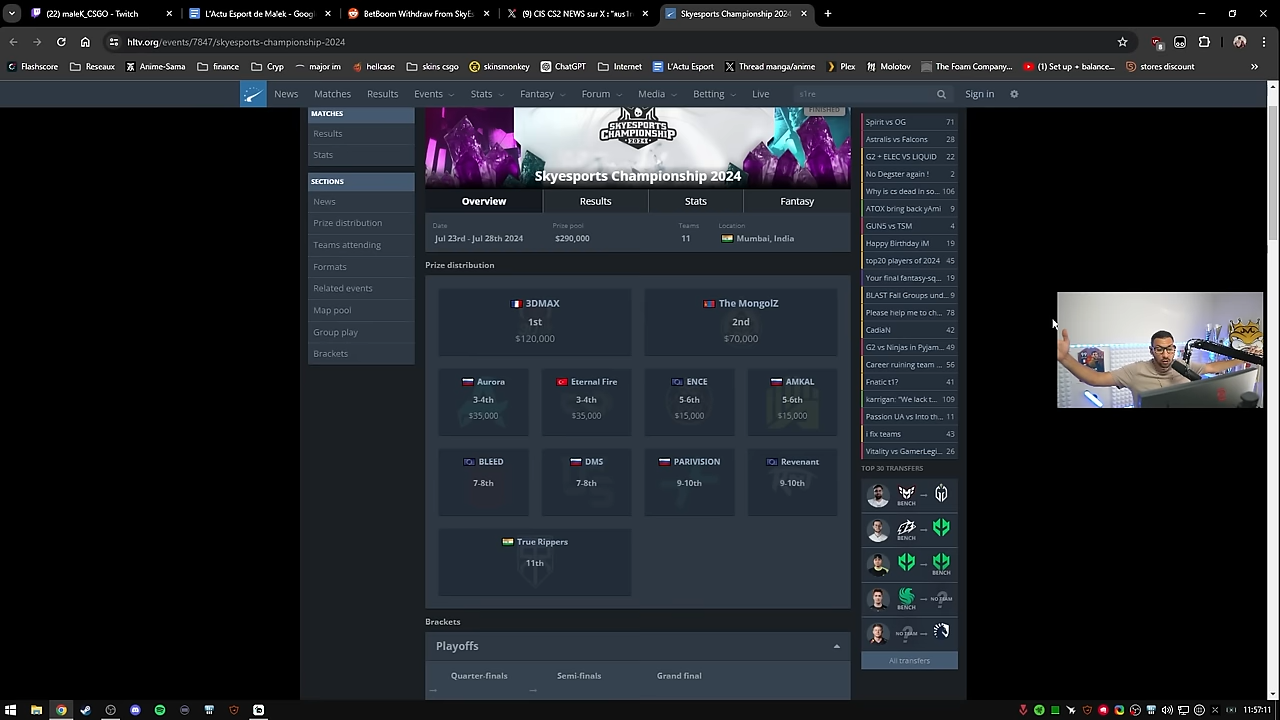 (22) maleK_CSGO - Twitch
L'Actu Esport de Malek - Goog
BetBoom Withdraw From SkyEs
(9) CIS CS2 NEWS sur X : "xus1
Skyesports Championship 2024
hltv.org/events/7847/skyesports-championship-2024
Flashscore
Reseaux
Anime-Sama
finance
Cryp
major im
hellcase
skins csgo
skinsmonkey
ChatGPT
Internet
L'Actu Esport
Thread manga/anime
Plex
Molotov
The Foam Company...
(1) Set up + balance...
stores discount
News
Matches
Results
Events
Stats
Fantasy
Forum
Media
Betting
Live
s1re
Sign in
MATCHES
Results
Stats
SECTIONS
News
Prize distribution
Teams attending
Formats
Related events
Map pool
Group play
Brackets
SKYESPORTS
CHAMPIONSHIP
2024
FINISHED
Skyesports Championship 2024
Overview
Results
Stats
Fantasy
Date
Prize pool
Teams
Location
Jul 23rd - Jul 28th 2024
$290,000
11
Mumbai, India
Prize distribution
3DMAX
1st
$120,000
The MongolZ
2nd
$70,000
Aurora
3-4th
$35,000
Eternal Fire
3-4th
$35,000
ENCE
5-6th
$15,000
AMKAL
5-6th
$15,000
BLEED
7-8th
DMS
7-8th
PARIVISION
9-10th
Revenant
9-10th
True Rippers
11th
Brackets
Playoffs
Quarter-finals
Semi-finals
Grand final
Spirit vs OG 71
Astralis vs Falcons 28
G2 + ELEC VS LIQUID 22
No Degster again ! 2
Why is cs dead in so... 106
ATOX bring back yAmi 9
GUN5 vs TSM 4
Happy Birthday iM 19
top20 players of 2024 45
Your final fantasy-sq... 19
BLAST Fall Groups und... 9
Please help me to ch... 78
CadiaN 42
G2 vs Ninjas in Pyjam... 49
Career ruining team ... 56
Fnatic t1? 41
karrigan: "We lack t... 109
Passion UA vs Into th... 11
i fix teams 43
Vitality vs GamerLegi... 26
TOP 30 TRANSFERS
BENCH
BENCH
BENCH
BENCH
NO TEAM
NO TEAM
All transfers
11:57:11